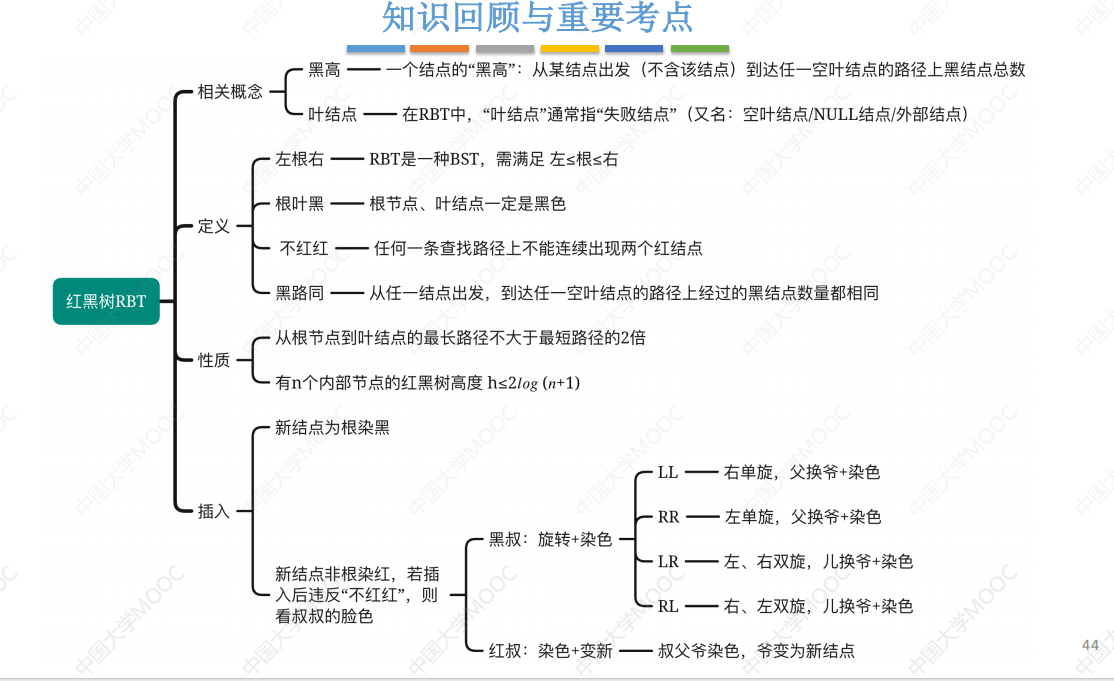 知识回顾与重要考点
黑高 一个结点的“黑高”：从某结点出发（不含该结点）到达任一空叶结点的路径上黑结点总数
相关概念
叶结点 在RBT中，“叶结点”通常指“失败结点”（又名：空叶结点/NULL结点/外部结点）
左根右 RBT是一种BST，需满足 左≤根≤右
根叶黑 根节点、叶结点一定是黑色
定义
不红红 任何一条查找路径上不能连续出现两个红结点
黑路同 从任一结点出发，到达任一空叶结点的路径上经过的黑结点数量都相同
红黑树RBT
从根节点到叶结点的最长路径不大于最短路径的2倍
性质
有n个内部节点的红黑树高度 h≤2log (n+1)
新结点为根染黑
插入
新结点非根染红，若插
入后违反“不红红”，则
看叔叔的脸色
黑叔：旋转+染色
LL 右单旋，父换爷+染色
RR 左单旋，父换爷+染色
LR 左、右双旋，儿换爷+染色
RL 右、左双旋，儿换爷+染色
红叔：染色+变新 叔父爷染色，爷变为新结点
44
中国大学MOOC